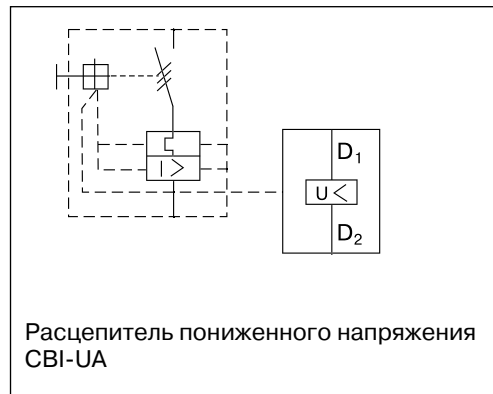 I >
D₁
U <
D₂
Расцепитель пониженного напряжения
CBI-UA